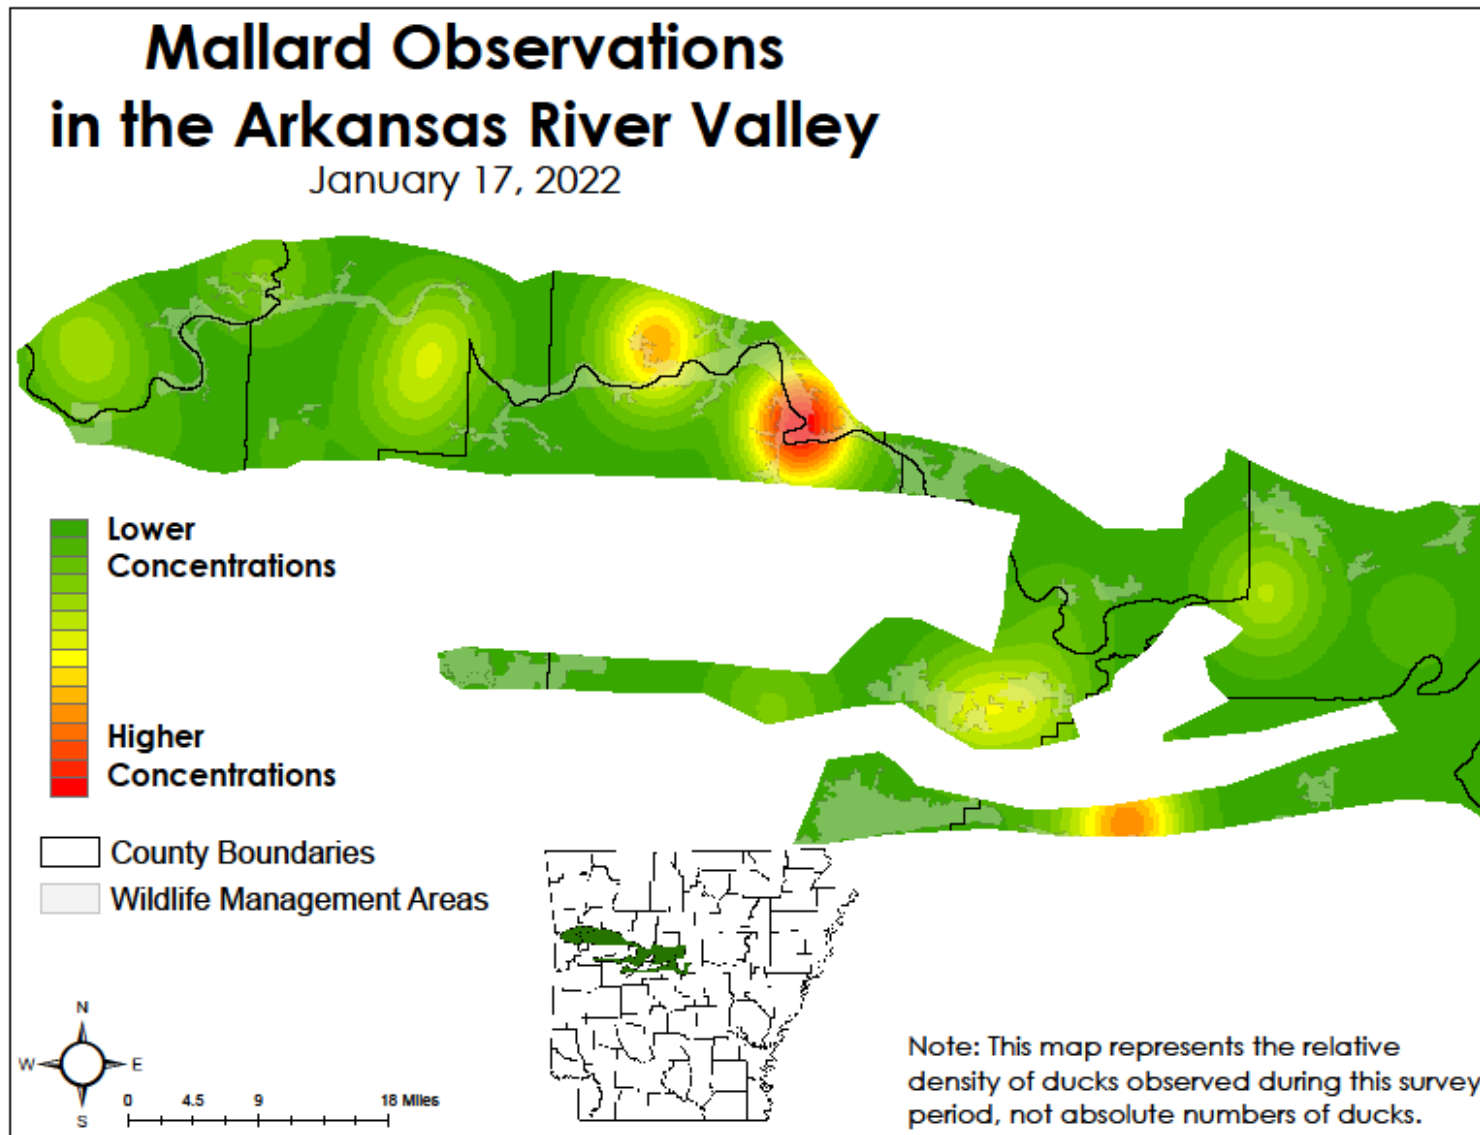 Mallard Observations
in the Arkansas River Valley
January 17, 2022
Lower
Concentrations
Higher
Concentrations
County Boundaries
Wildlife Management Areas
N
W
E
S
0 4.5 9 18 Miles
Note: This map represents the relative
density of ducks observed during this survey
period, not absolute numbers of ducks.